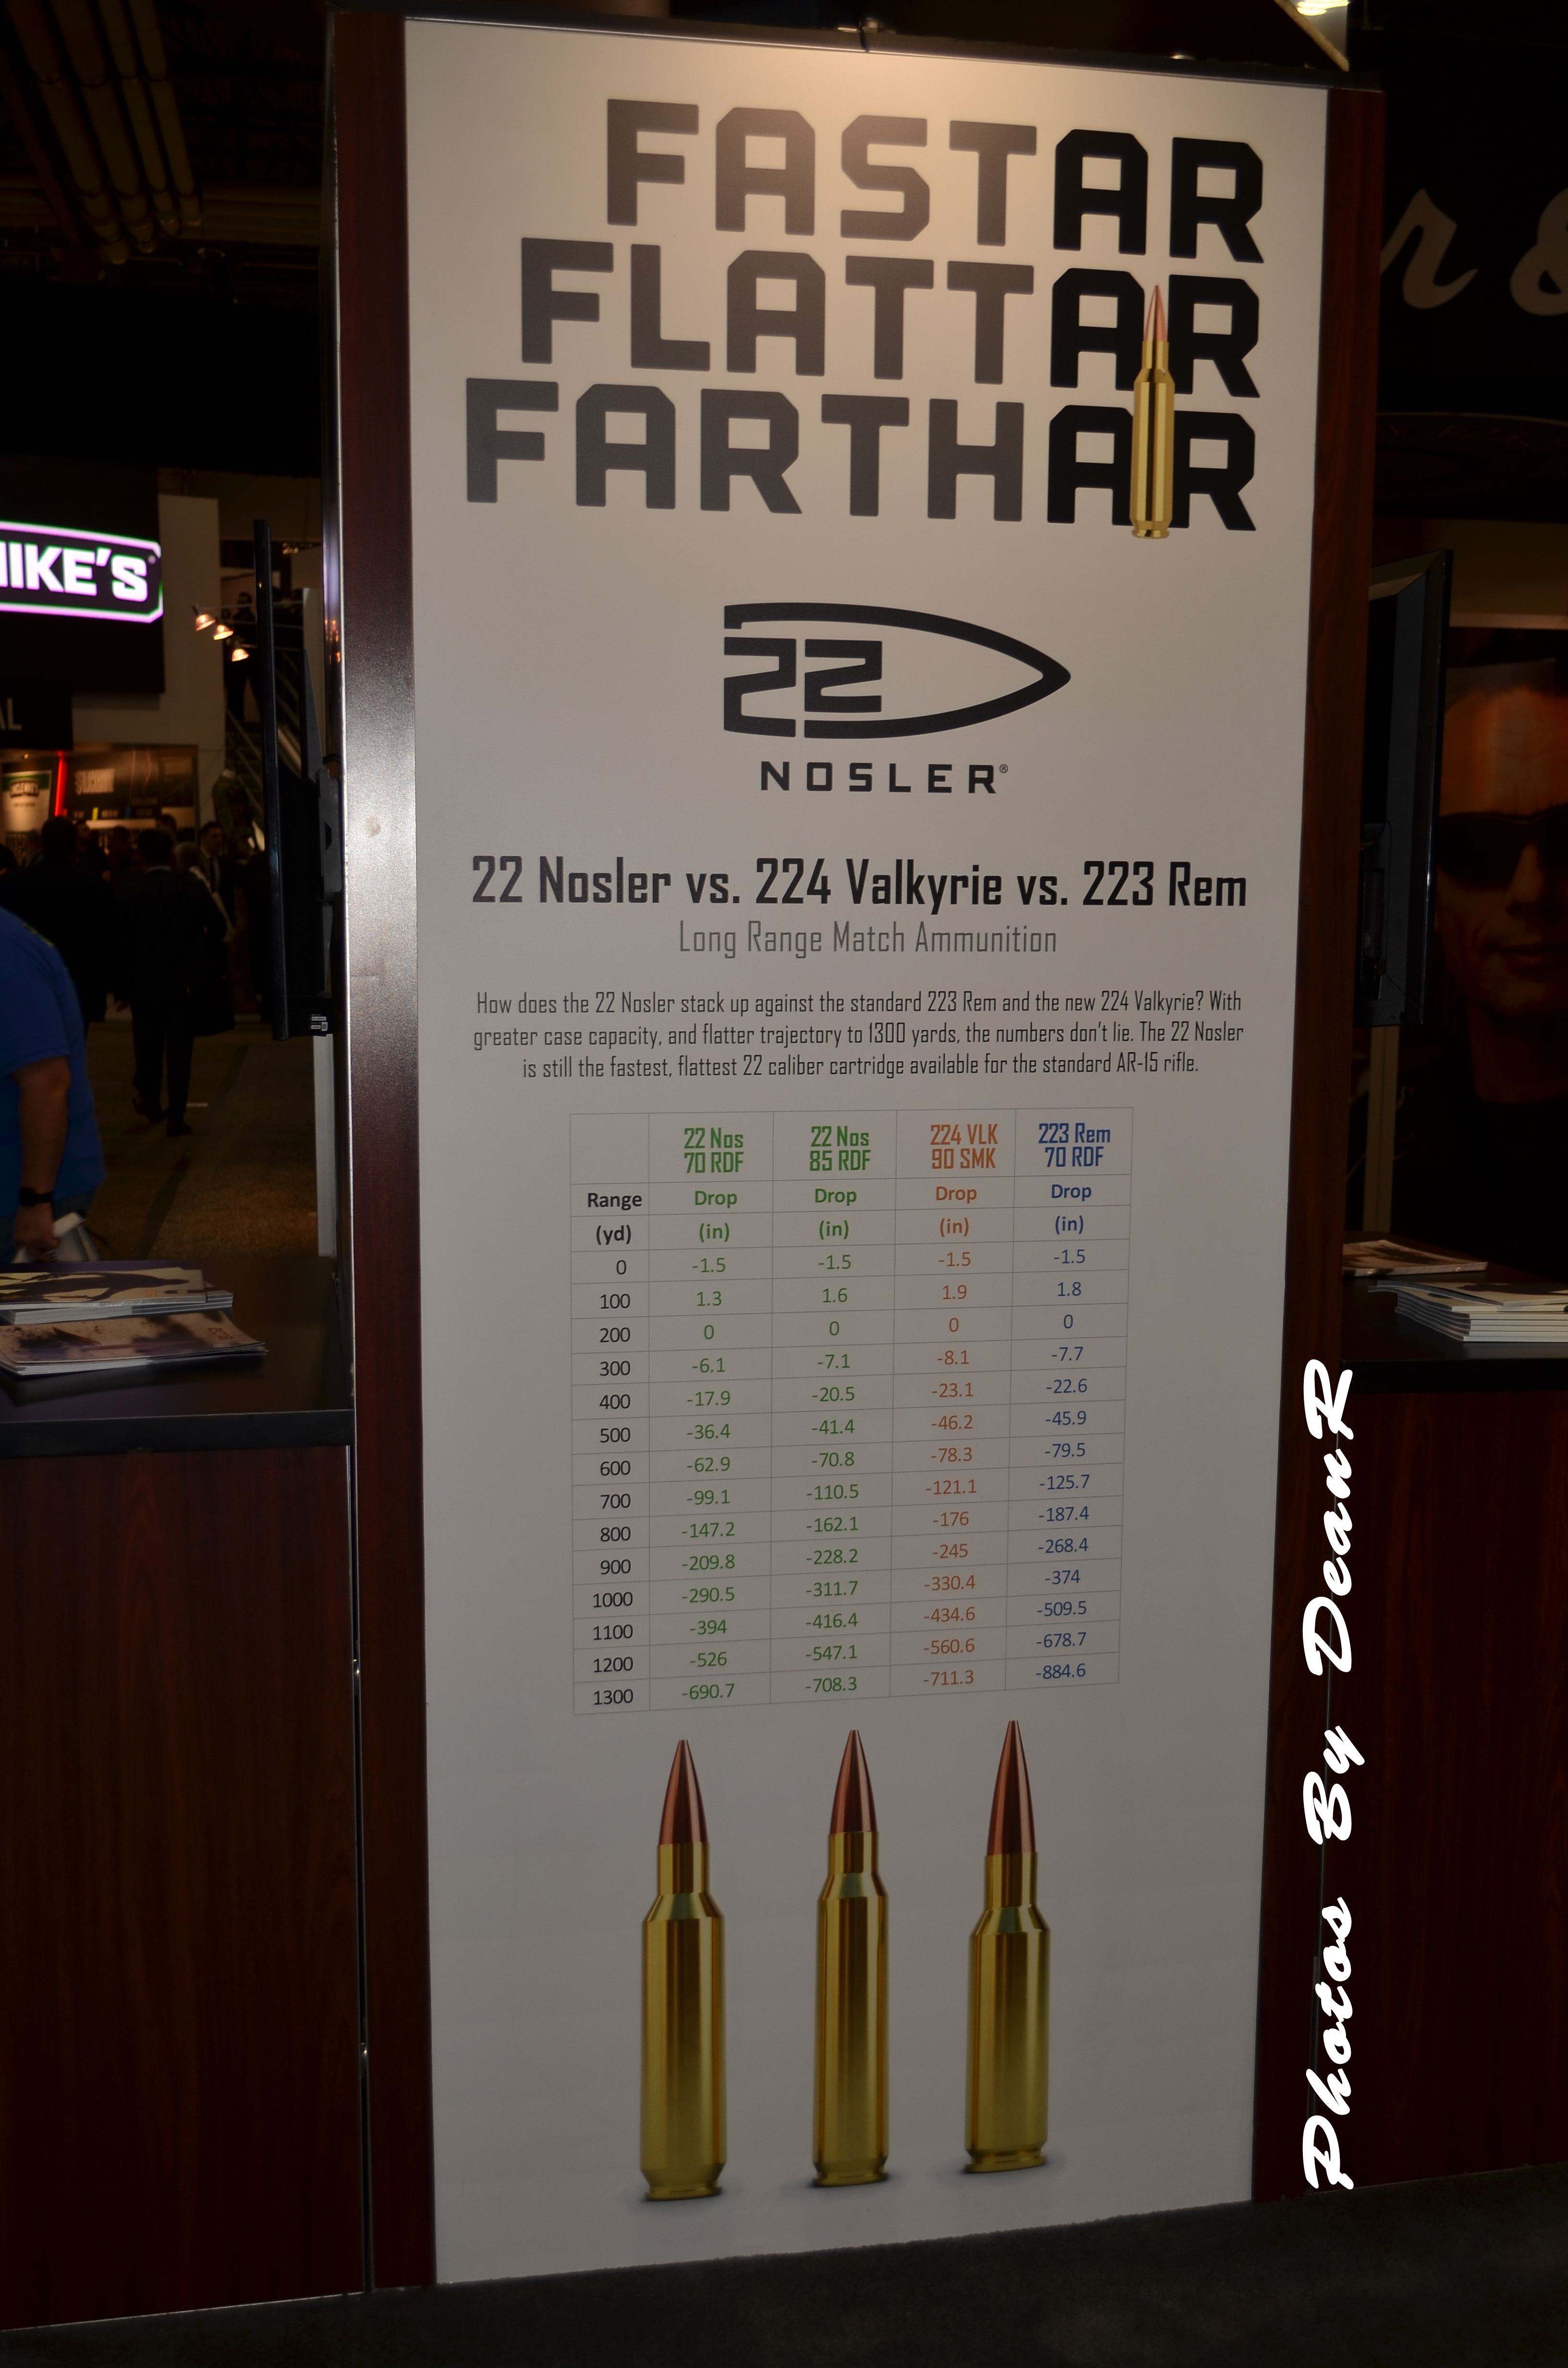 FASTAR
FLATTAR
FARTHAR
22
NOSLER®
22 Nosler vs. 224 Valkyrie vs. 223 Rem
Long Range Match Ammunition
How does the 22 Nosler stack up against the standard 223 Rem and the new 224 Valkyrie? With
greater case capacity, and flatter trajectory to 1300 yards, the numbers don't lie. The 22 Nosler
is still the fastest, flattest 22 caliber cartridge available for the standard AR-15 rifle.
22 Nos 22 Nos 224 VLK 223 Rem
70 RDF 85 RDF 90 SMK 70 RDF
Range Drop Drop Drop Drop
(yd) (in) (in) (in) (in)
0 -1.5 -1.5 -1.5 -1.5
100 1.3 1.6 1.9 1.8
200 0 0 0 0
300 -6.1 -7.1 -8.1 -7.7
400 -17.9 -20.5 -23.1 -22.6
500 -36.4 -41.4 -46.2 -45.9
600 -62.9 -70.8 -78.3 -79.5
700 -99.1 -110.5 -121.1 -125.7
800 -147.2 -162.1 -176 -187.4
900 -209.8 -228.2 -245 -268.4
1000 -290.5 -311.7 -330.4 -374
1100 -394 -416.4 -434.6 -509.5
1200 -526 -547.1 -560.6 -678.7
1300 -690.7 -708.3 -711.3 -884.6
IKE'S
Photos By DeanR